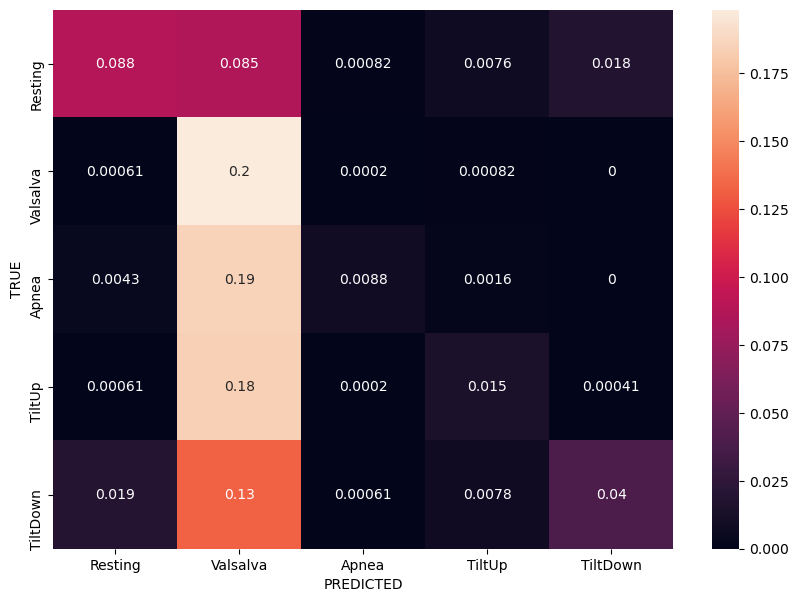 TRUE
Resting
0.088 0.085 0.00082 0.0076 0.018
Valsalva
0.00061 0.2 0.0002 0.00082 0
Apnea
0.0043 0.19 0.0088 0.0016 0
TiltUp
0.00061 0.18 0.0002 0.015 0.00041
TiltDown
0.019 0.13 0.00061 0.0078 0.04
Resting Valsalva Apnea TiltUp TiltDown
PREDICTED
0.175
0.150
0.125
0.100
0.075
0.050
0.025
0.000